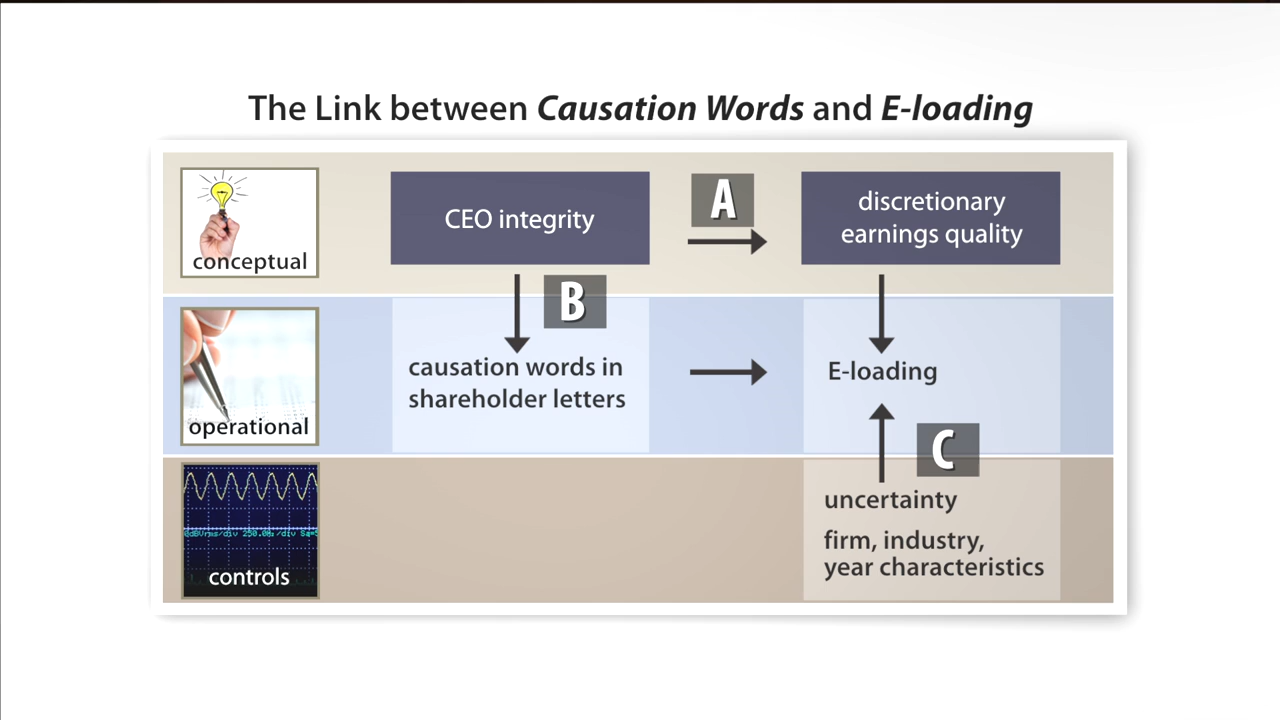 The Link between Causation Words and E-loading
conceptual
CEO integrity
A
discretionary
earnings quality
B
operational
causation words in
shareholder letters
E-loading
C
controls
uncertainty
firm, industry,
year characteristics